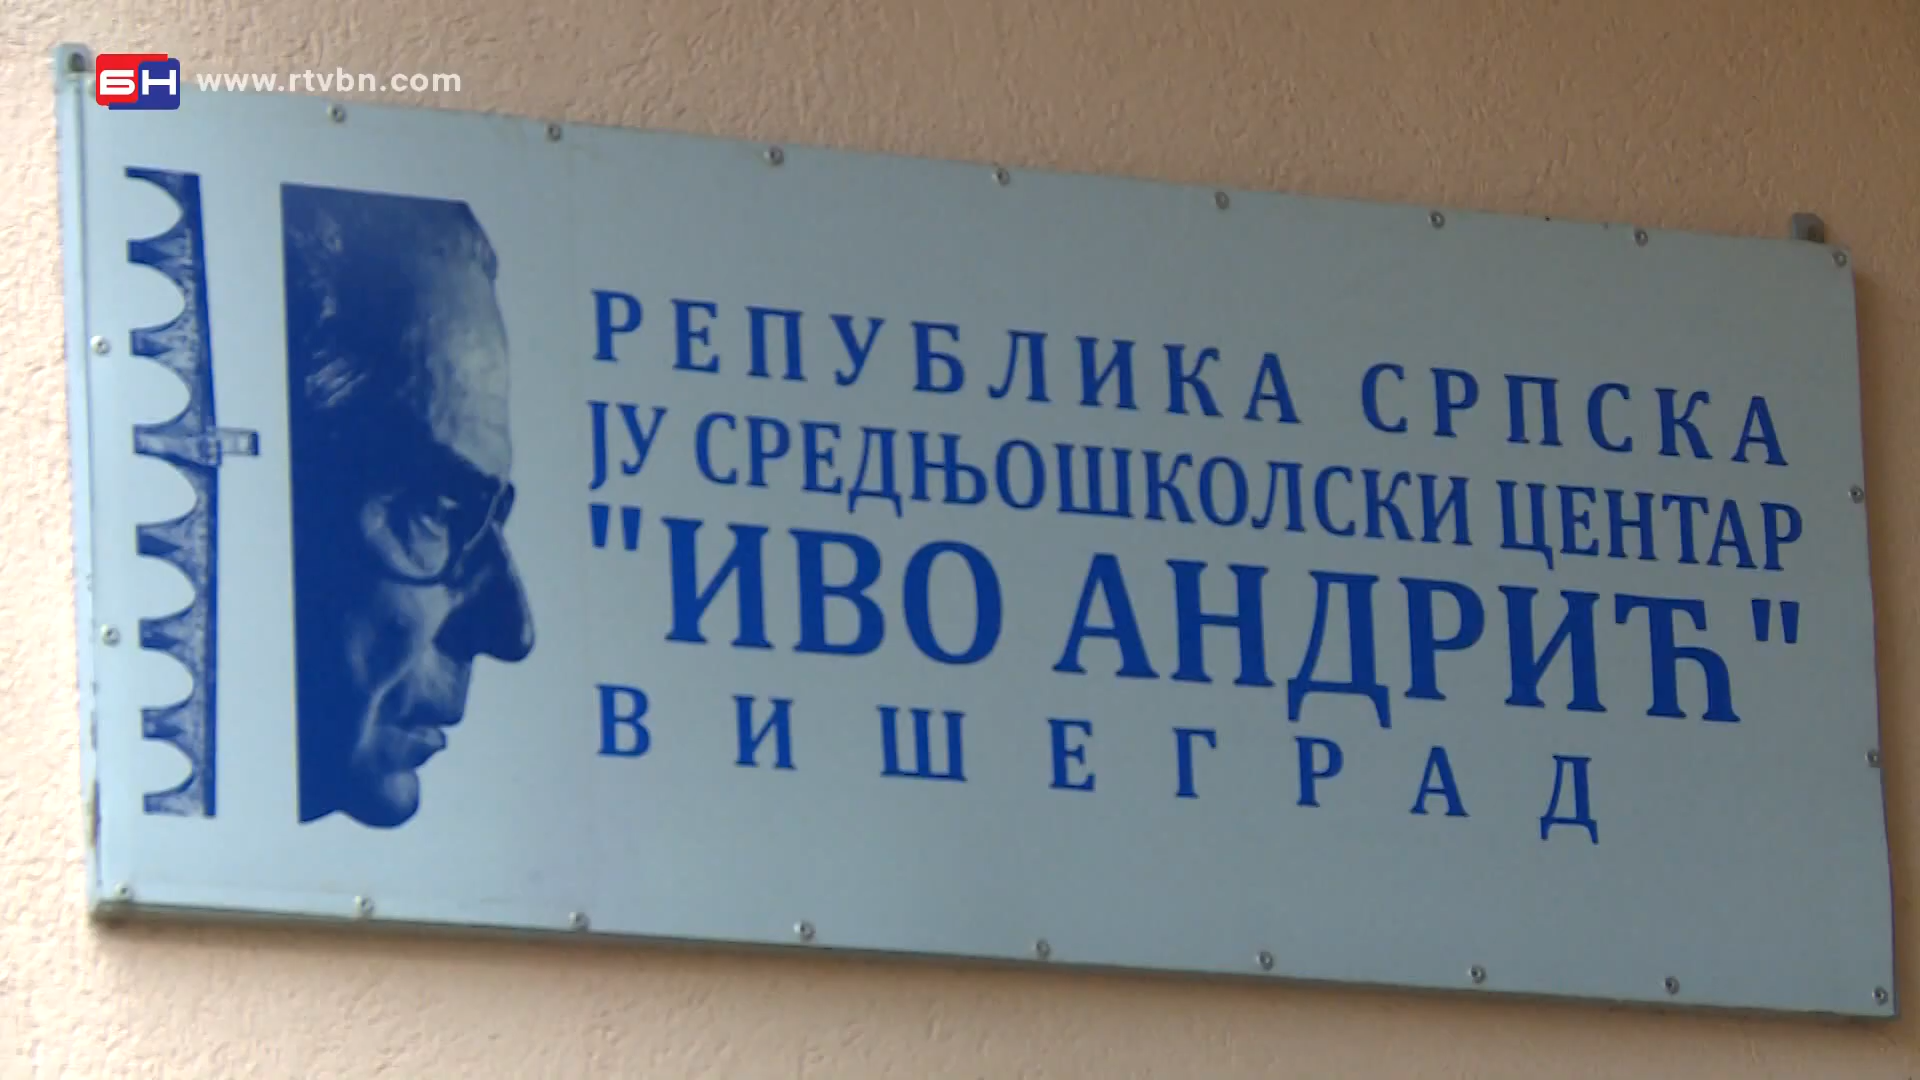 БН www.rtvbn.com
РЕПУБЛИКА СРПСКА
ЈУ СРЕДЊОШКОЛСКИ ЦЕНТАР
"ИВО АНДРИЋ"
ВИШЕГРАД